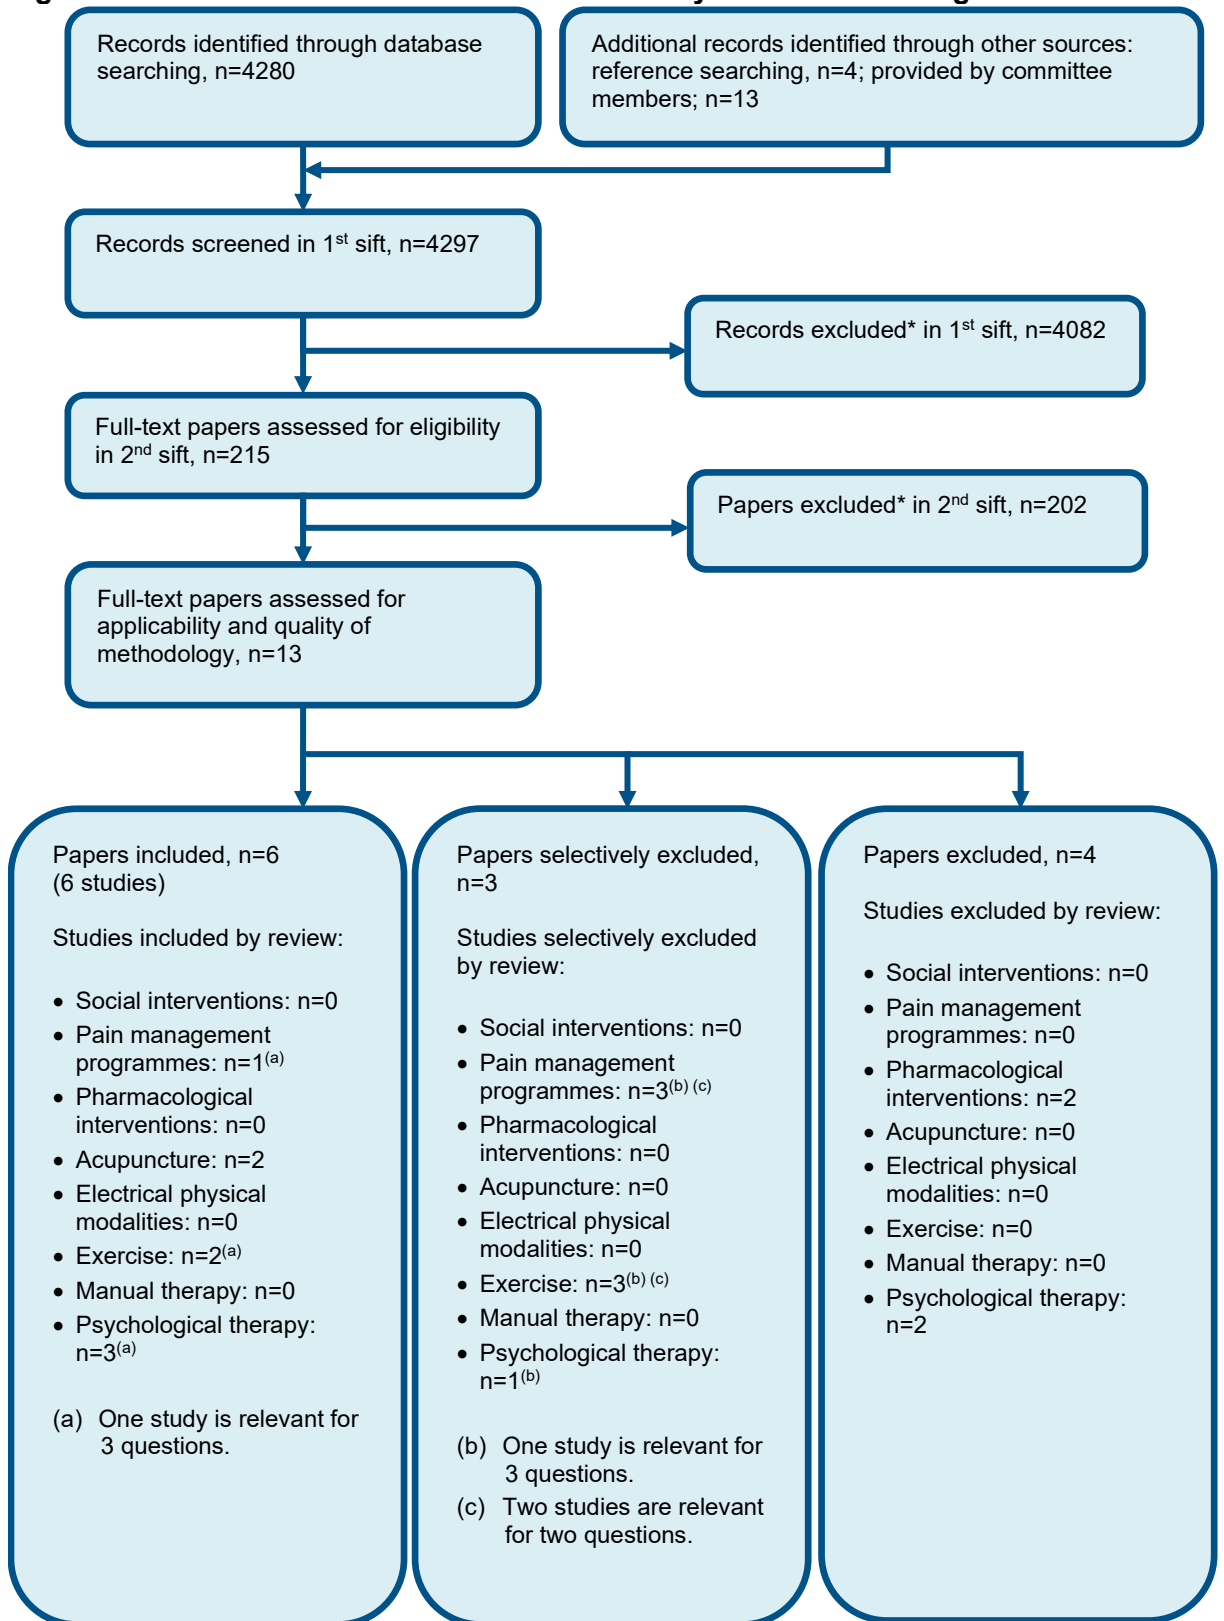 Records identified through database
searching, n=4280
Additional records identified through other sources:
reference searching, n=4; provided by committee
members; n=13
Records screened in 1st sift, n=4297
Records excluded* in 1st sift, n=4082
Full-text papers assessed for eligibility
in 2nd sift, n=215
Papers excluded* in 2nd sift, n=202
Full-text papers assessed for
applicability and quality of
methodology, n=13
Papers included, n=6
(6 studies)
Studies included by review:
• Social interventions: n=0
• Pain management
programmes: n=1(a)
• Pharmacological
interventions: n=0
• Acupuncture: n=2
• Electrical physical
modalities: n=0
• Exercise: n=2(a)
• Manual therapy: n=0
• Psychological therapy:
n=3(a)
(a) One study is relevant for
3 questions.
Papers selectively excluded,
n=3
Studies selectively excluded
by review:
• Social interventions: n=0
• Pain management
programmes: n=3(b) (c)
• Pharmacological
interventions: n=0
• Acupuncture: n=0
• Electrical physical
modalities: n=0
• Exercise: n=3(b) (c)
• Manual therapy: n=0
• Psychological therapy:
n=1(b)
(b) One study is relevant for
3 questions.
(c) Two studies are relevant
for two questions.
Papers excluded, n=4
Studies excluded by review:
• Social interventions: n=0
• Pain management
programmes: n=0
• Pharmacological
interventions: n=2
• Acupuncture: n=0
• Electrical physical
modalities: n=0
• Exercise: n=0
• Manual therapy: n=0
• Psychological therapy:
n=2